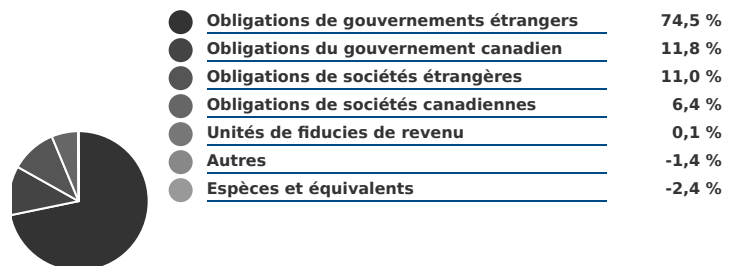 Obligations de gouvernements étrangers 74,5 %
Obligations du gouvernement canadien 11,8 %
Obligations de sociétés étrangères 11,0 %
Obligations de sociétés canadiennes 6,4 %
Unités de fiducies de revenu 0,1 %
Autres -1,4 %
Espèces et équivalents -2,4 %